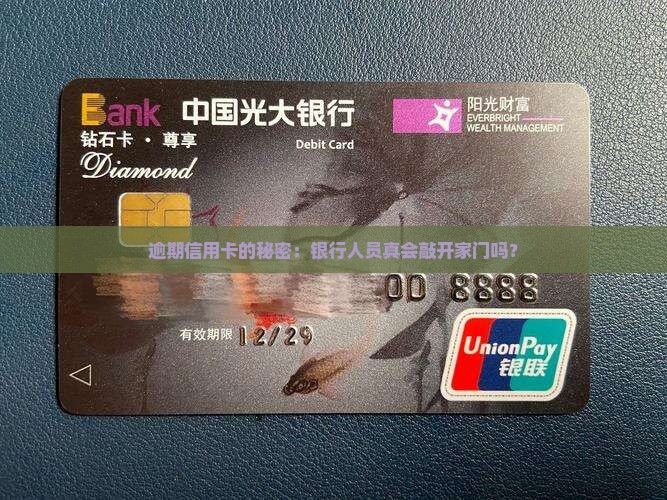 Bank 中国光大银行
阳光财富
EVERBRIGHT
WEALTH MANAGEMENT
钻石卡 · 尊享
Debit Card
Diamond
逾期信用卡的秘密：银行人员真会敲开家门吗？
00 8888
有效期限 12/29
UnionPay
银联